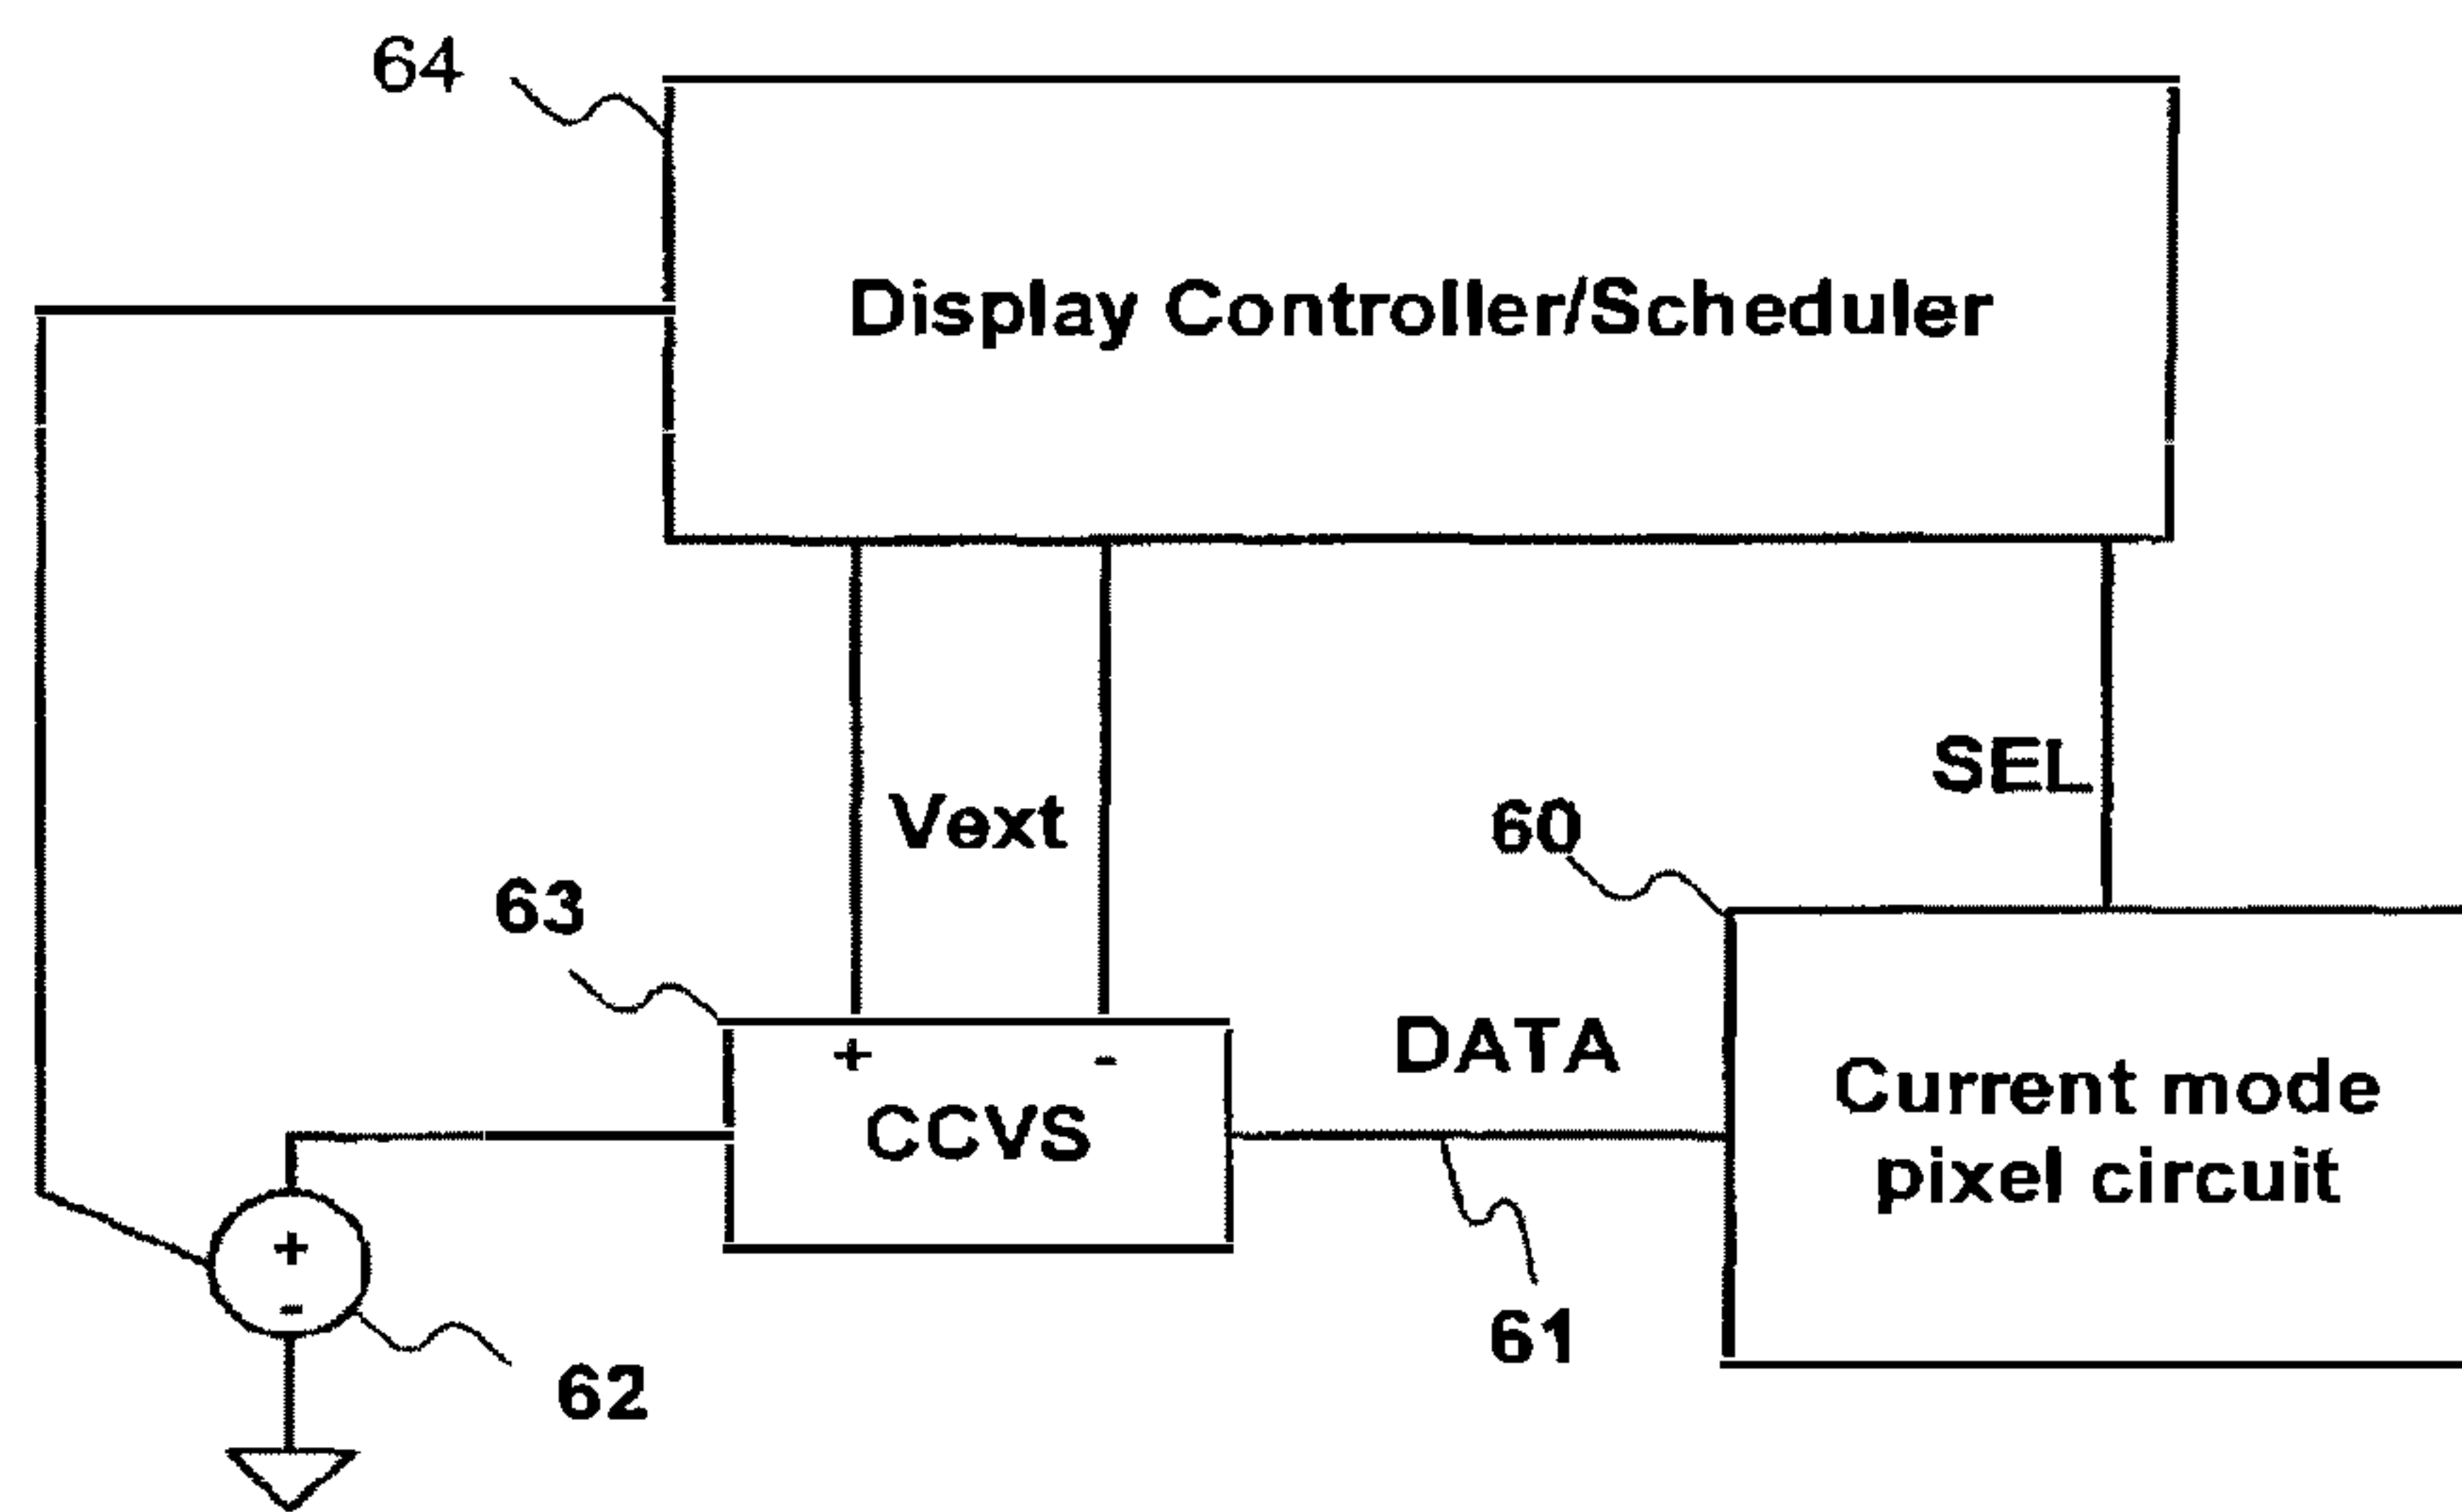 64
Display Controller/Scheduler
SEL
Vext
60
63
DATA
+ -
CCVS
Current mode
pixel circuit
+
-
61
62